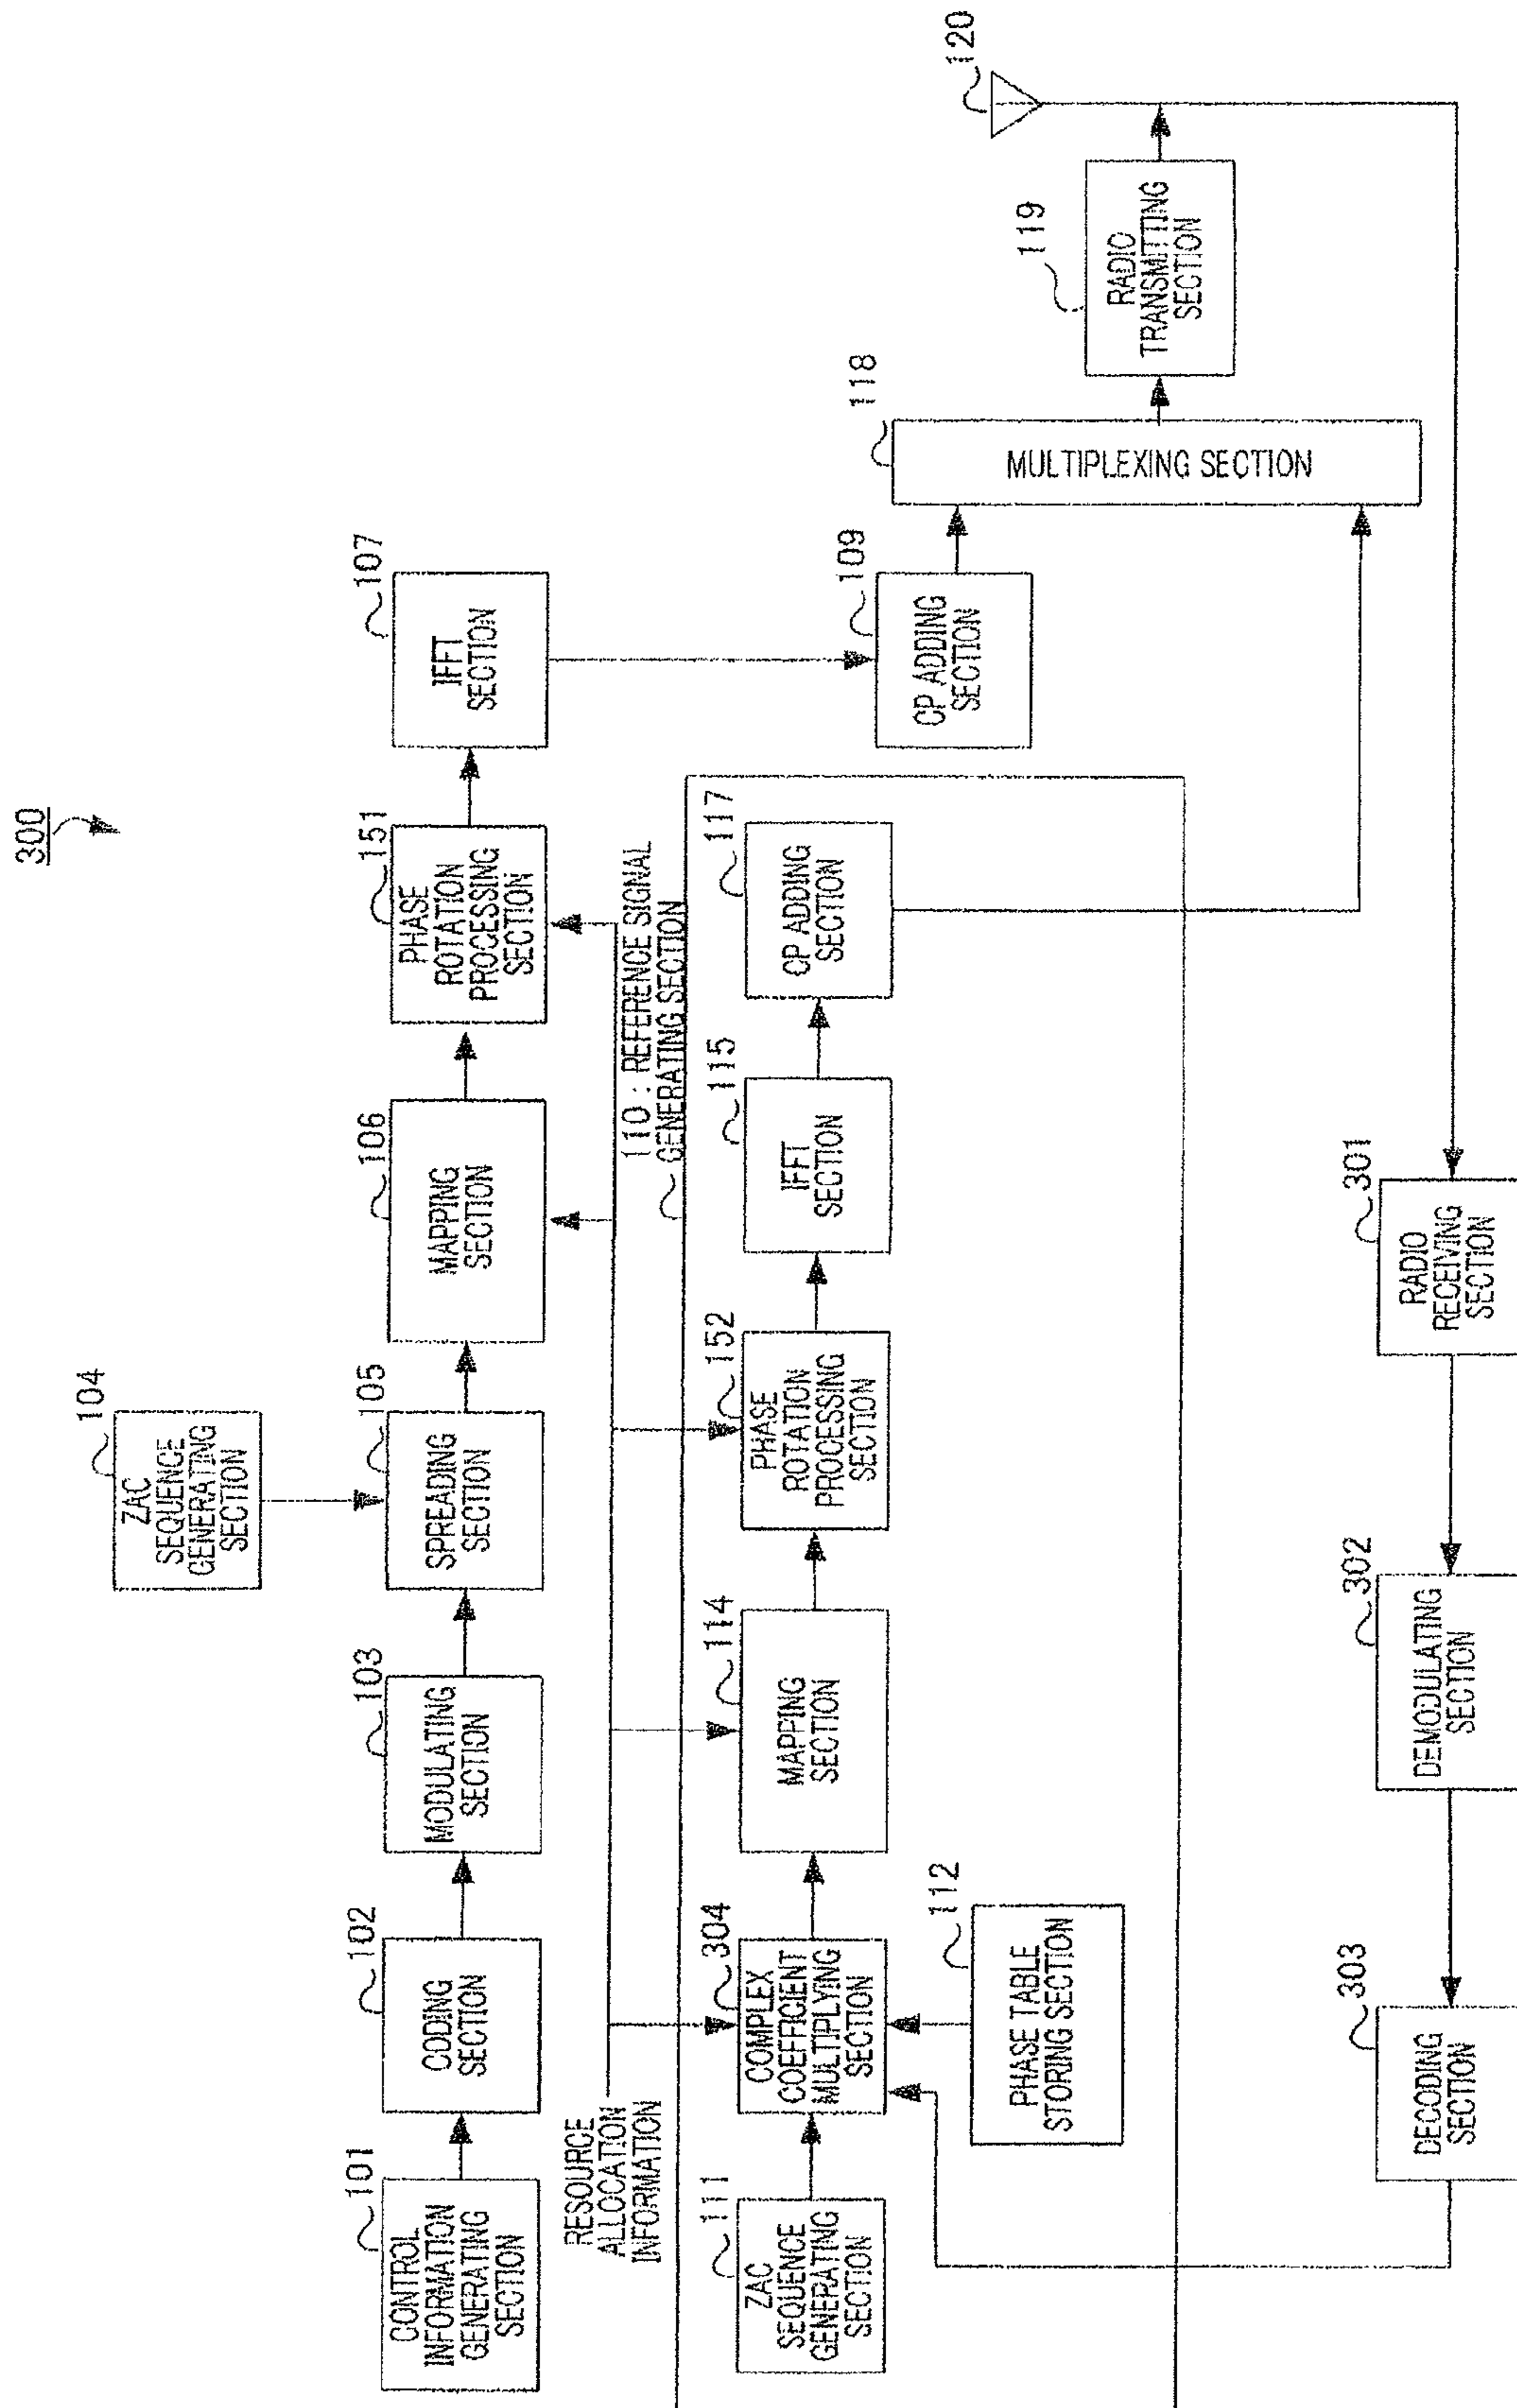 300
101
CONTROL
INFORMATION
GENERATING
SECTION
102
CODING
SECTION
103
MODULATING
SECTION
104
ZAC
SEQUENCE
GENERATING
SECTION
105
SPREADING
SECTION
106
MAPPING
SECTION
151
PHASE
ROTATION
PROCESSING
SECTION
107
IFFT
SECTION
RESOURCE
ALLOCATION
INFORMATION
110 : REFERENCE SIGNAL
GENERATING SECTION
111
ZAC
SEQUENCE
GENERATING
SECTION
304
COMPLEX
COEFFICIENT
MULTIPLYING
SECTION
112
PHASE TABLE
STORING SECTION
114
MAPPING
SECTION
152
PHASE
ROTATION
PROCESSING
SECTION
115
IFFT
SECTION
117
CP ADDING
SECTION
109
CP ADDING
SECTION
118
MULTIPLEXING SECTION
119
RADIO
TRANSMITTING
SECTION
120
301
RADIO
RECEIVING
SECTION
302
DEMODULATING
SECTION
303
DECODING
SECTION